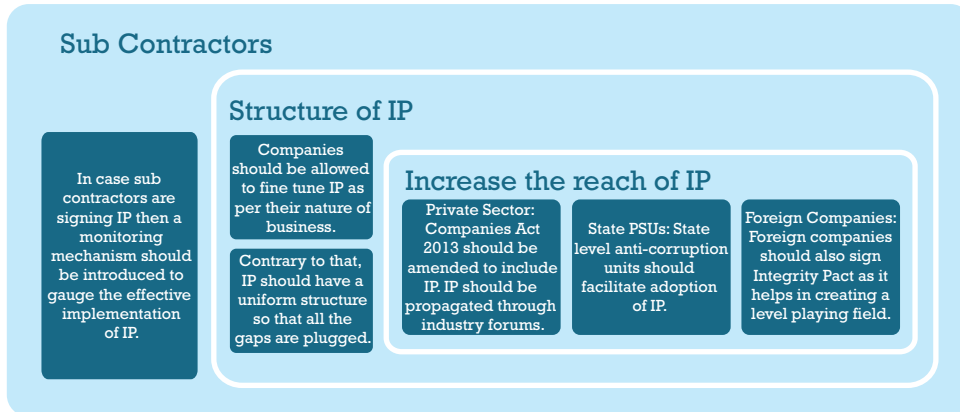 Sub Contractors
In case sub
contractors are
signing IP then a
monitoring
mechanism should
be introduced to
gauge the effective
implementation
of IP.
Structure of IP
Companies
should be allowed
to fine tune IP as
per their nature of
business.
Contrary to that,
IP should have a
uniform structure
so that all the
gaps are plugged.
Increase the reach of IP
Private Sector:
Companies Act
2013 should be
amended to include
IP. IP should be
propagated through
industry forums.
State PSUs: State
level anti-corruption
units should
facilitate adoption
of IP.
Foreign Companies:
Foreign companies
should also sign
Integrity Pact as it
helps in creating a
level playing field.